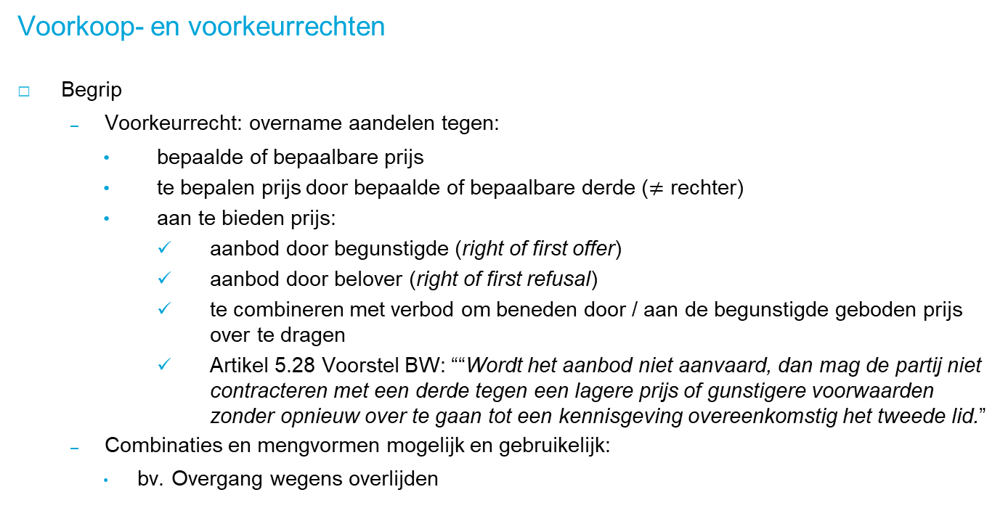 Voorkoop- en voorkeurrechten
□ Begrip
– Voorkeurrecht: overname aandelen tegen:
• bepaalde of bepaalbare prijs
• te bepalen prijs door bepaalde of bepaalbare derde (≠ rechter)
• aan te bieden prijs:
✓ aanbod door begunstigde (right of first offer)
✓ aanbod door belover (right of first refusal)
✓ te combineren met verbod om beneden door / aan de begunstigde geboden prijs
over te dragen
✓ Artikel 5.28 Voorstel BW: ““Wordt het aanbod niet aanvaard, dan mag de partij niet
contracteren met een derde tegen een lagere prijs of gunstigere voorwaarden
zonder opnieuw over te gaan tot een kennisgeving overeenkomstig het tweede lid.”
– Combinaties en mengvormen mogelijk en gebruikelijk:
• bv. Overgang wegens overlijden